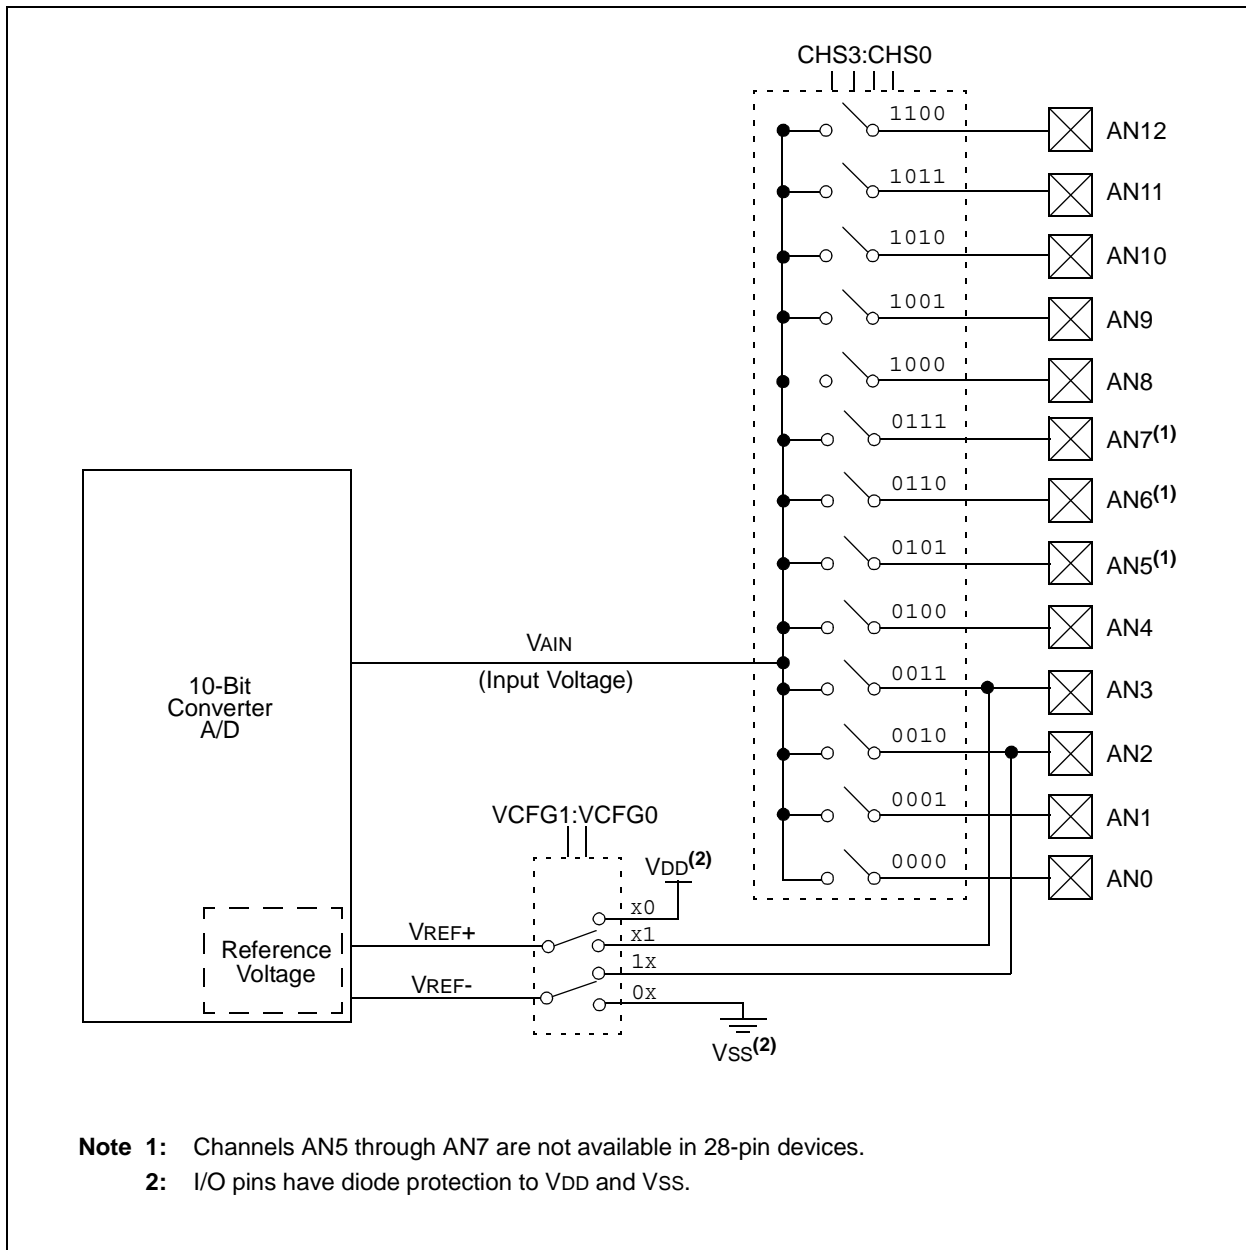 CHS3:CHS0
1100
AN12
1011
AN11
1010
AN10
1001
AN9
1000
AN8
0111
AN7(1)
0110
AN6(1)
0101
AN5(1)
0100
AN4
VAIN
(Input Voltage)
0011
AN3
10-Bit
Converter
A/D
0010
AN2
VCFG1:VCFG0
0001
AN1
VDD(2)
0000
AN0
x0
VREF+
x1
Reference
Voltage
1x
VREF-
0x
VSS(2)
Note 1: Channels AN5 through AN7 are not available in 28-pin devices.
2: I/O pins have diode protection to VDD and VSS.